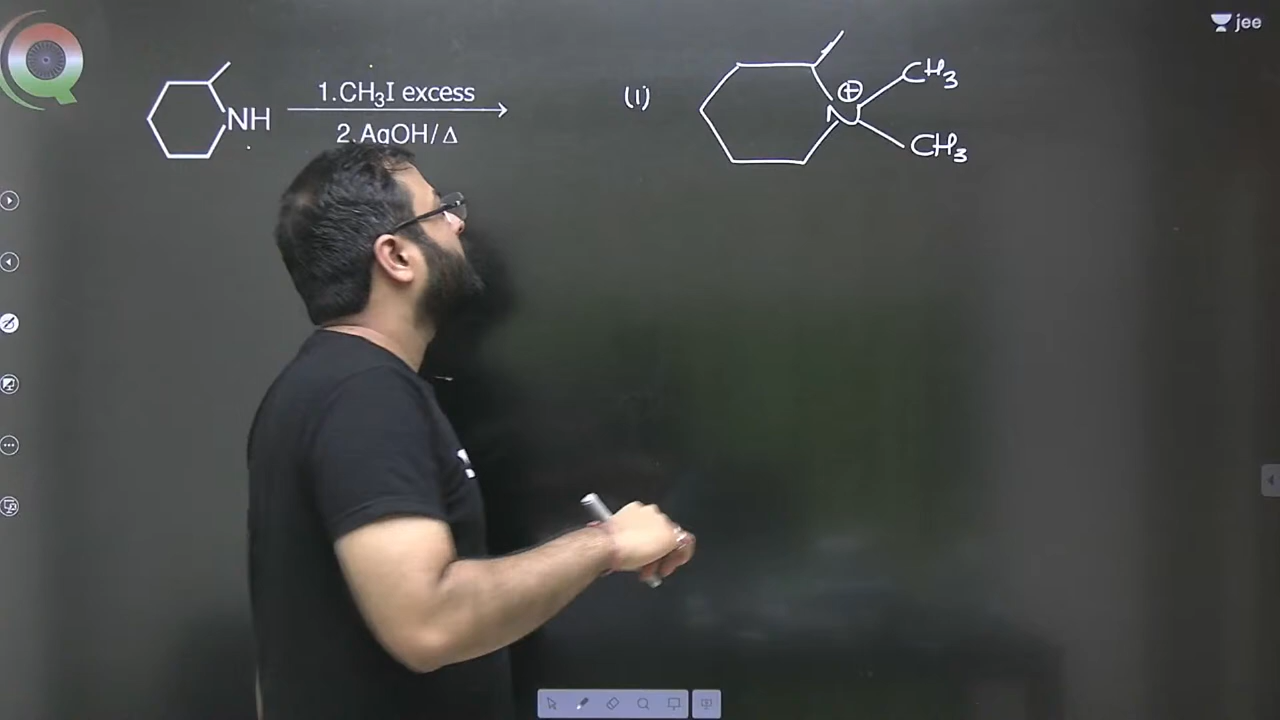 jee
1.CH₃I excess
2.AgOH/ Δ
NH
(1)
⊕
N
CH₃
CH₃